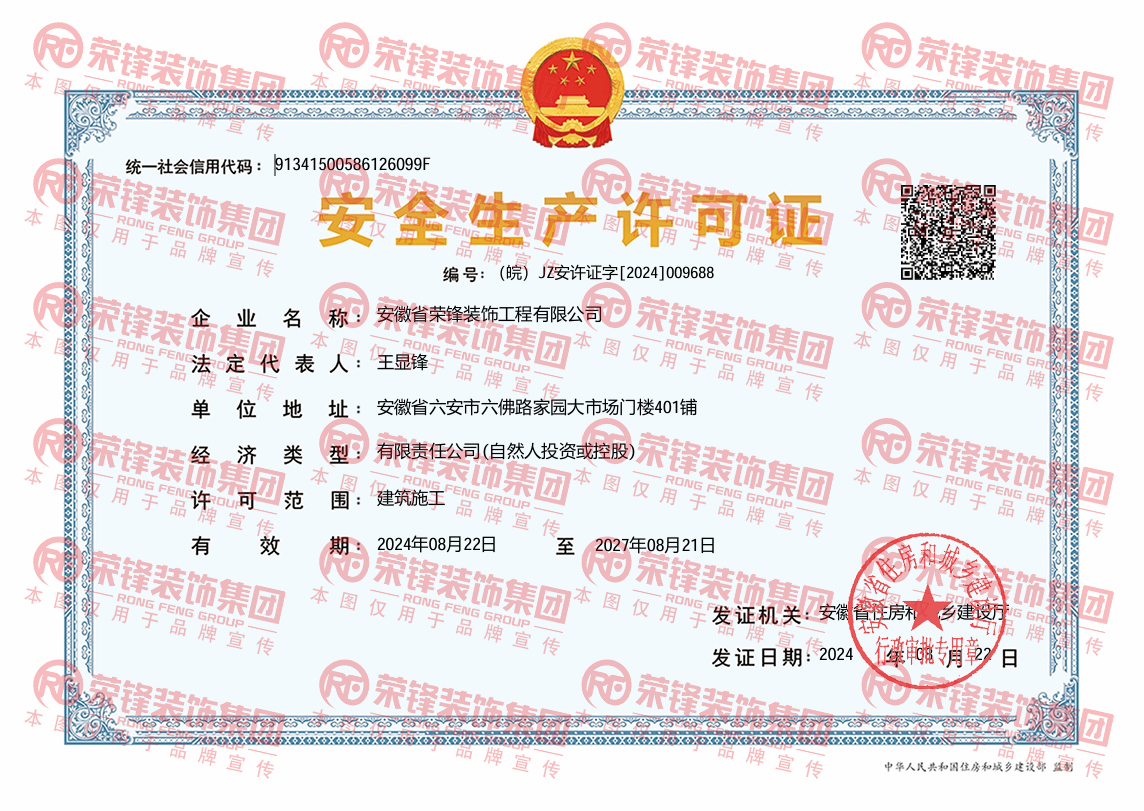 统一社会信用代码： 91341500586126099F
安全生产许可证
编号：（皖）JZ安许证字[2024]009688
企业名称： 安徽省荣锋装饰工程有限公司
法定代表人： 王显锋
单位地址： 安徽省六安市六佛路家园大市场门楼401铺
经济类型： 有限责任公司(自然人投资或控股)
许可范围： 建筑施工
有效期： 2024年08月22日 至 2027年08月21日
发证机关： 安徽省住房和城乡建设厅
发证日期： 2024 年 08 月 22 日
安徽省住房和城乡建设厅
行政审批专用章
中华人民共和国住房和城乡建设部 监制
荣锋装饰集团
RONG FENG GROUP
本图仅用于品牌宣传